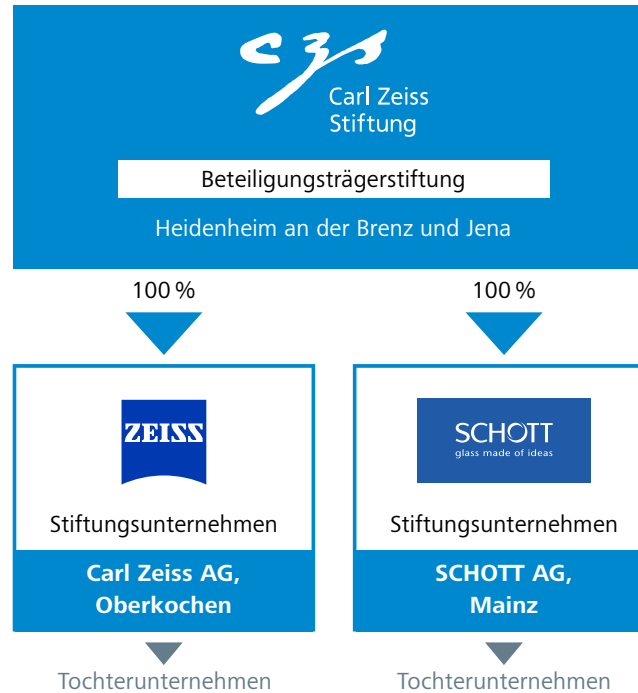 czs
Carl Zeiss
Stiftung
Beteiligungsträgerstiftung
Heidenheim an der Brenz und Jena
100 %
100 %
ZEISS
SCHOTT
glass made of ideas
Stiftungsunternehmen
Stiftungsunternehmen
Carl Zeiss AG,
Oberkochen
SCHOTT AG,
Mainz
Tochterunternehmen
Tochterunternehmen